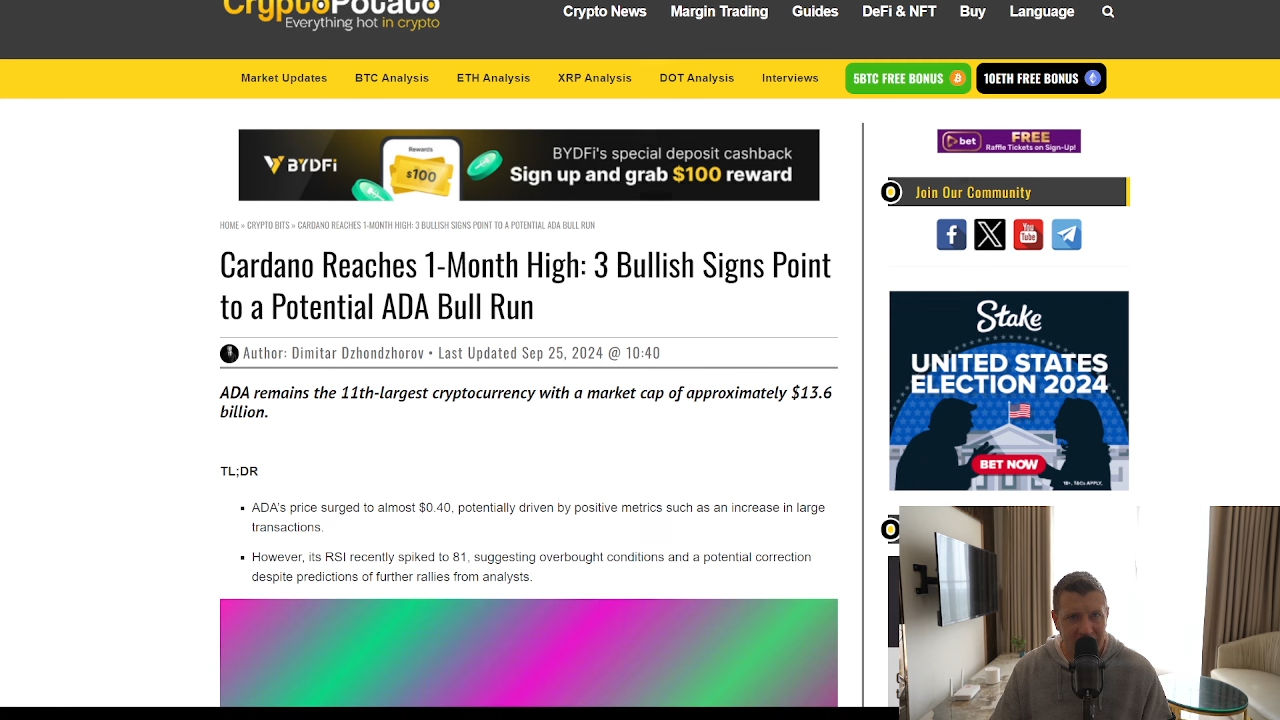 CryptoPotato
Everything hot in crypto
Crypto News Margin Trading Guides DeFi & NFT Buy Language
Market Updates BTC Analysis ETH Analysis XRP Analysis DOT Analysis Interviews 5BTC FREE BONUS 10ETH FREE BONUS
BYDFi
Rewards
$100
BYDFi's special deposit cashback
Sign up and grab $100 reward
bet
FREE
Raffle Tickets on Sign-Up!
Join Our Community
HOME » CRYPTO BITS » CARDANO REACHES 1-MONTH HIGH: 3 BULLISH SIGNS POINT TO A POTENTIAL ADA BULL RUN
Cardano Reaches 1-Month High: 3 Bullish Signs Point
to a Potential ADA Bull Run
Author: Dimitar Dzhondzhorov • Last Updated Sep 25, 2024 @ 10:40
ADA remains the 11th-largest cryptocurrency with a market cap of approximately $13.6
billion.
TL;DR
ADA's price surged to almost $0.40, potentially driven by positive metrics such as an increase in large
transactions.
However, its RSI recently spiked to 81, suggesting overbought conditions and a potential correction
despite predictions of further rallies from analysts.
You
Tube
Stake
UNITED STATES
ELECTION 2024
BET NOW
18+, T&Cs APPLY,